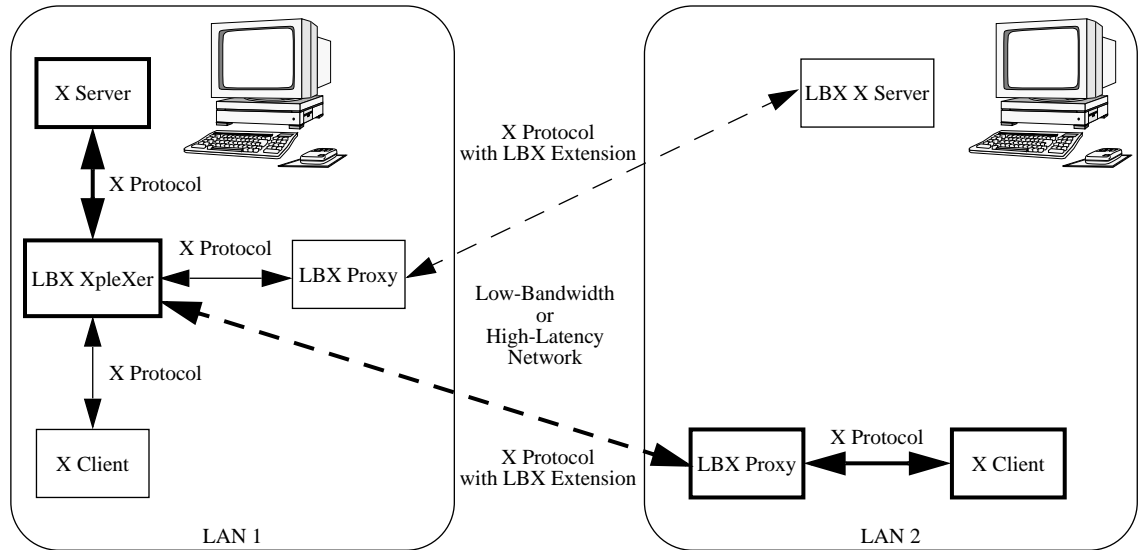 X Server
LBX X Server
X Protocol
with LBX Extension
X Protocol
X Protocol
LBX XpleXer
LBX Proxy
Low-Bandwidth
or
High-Latency
Network
X Protocol
X Protocol
X Client
X Protocol
with LBX Extension
LBX Proxy
X Client
LAN 1
LAN 2